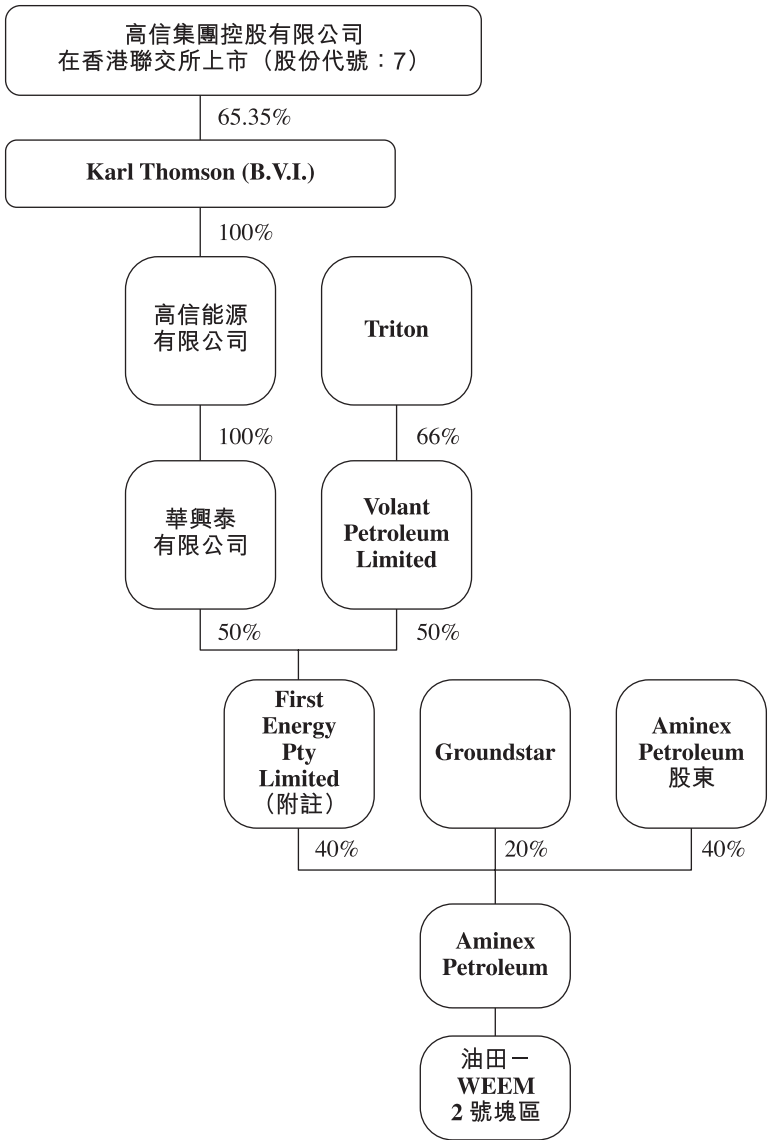 高信集團控股有限公司
在香港聯交所上市（股份代號：7）
65.35%
Karl Thomson (B.V.I.)
100%
高信能源
有限公司
Triton
100%
66%
華興泰
有限公司
Volant
Petroleum
Limited
50%
50%
First
Energy
Pty
Limited
（附註）
Groundstar
Aminex
Petroleum
股東
40%
20%
40%
Aminex
Petroleum
油田－
WEEM
2 號塊區